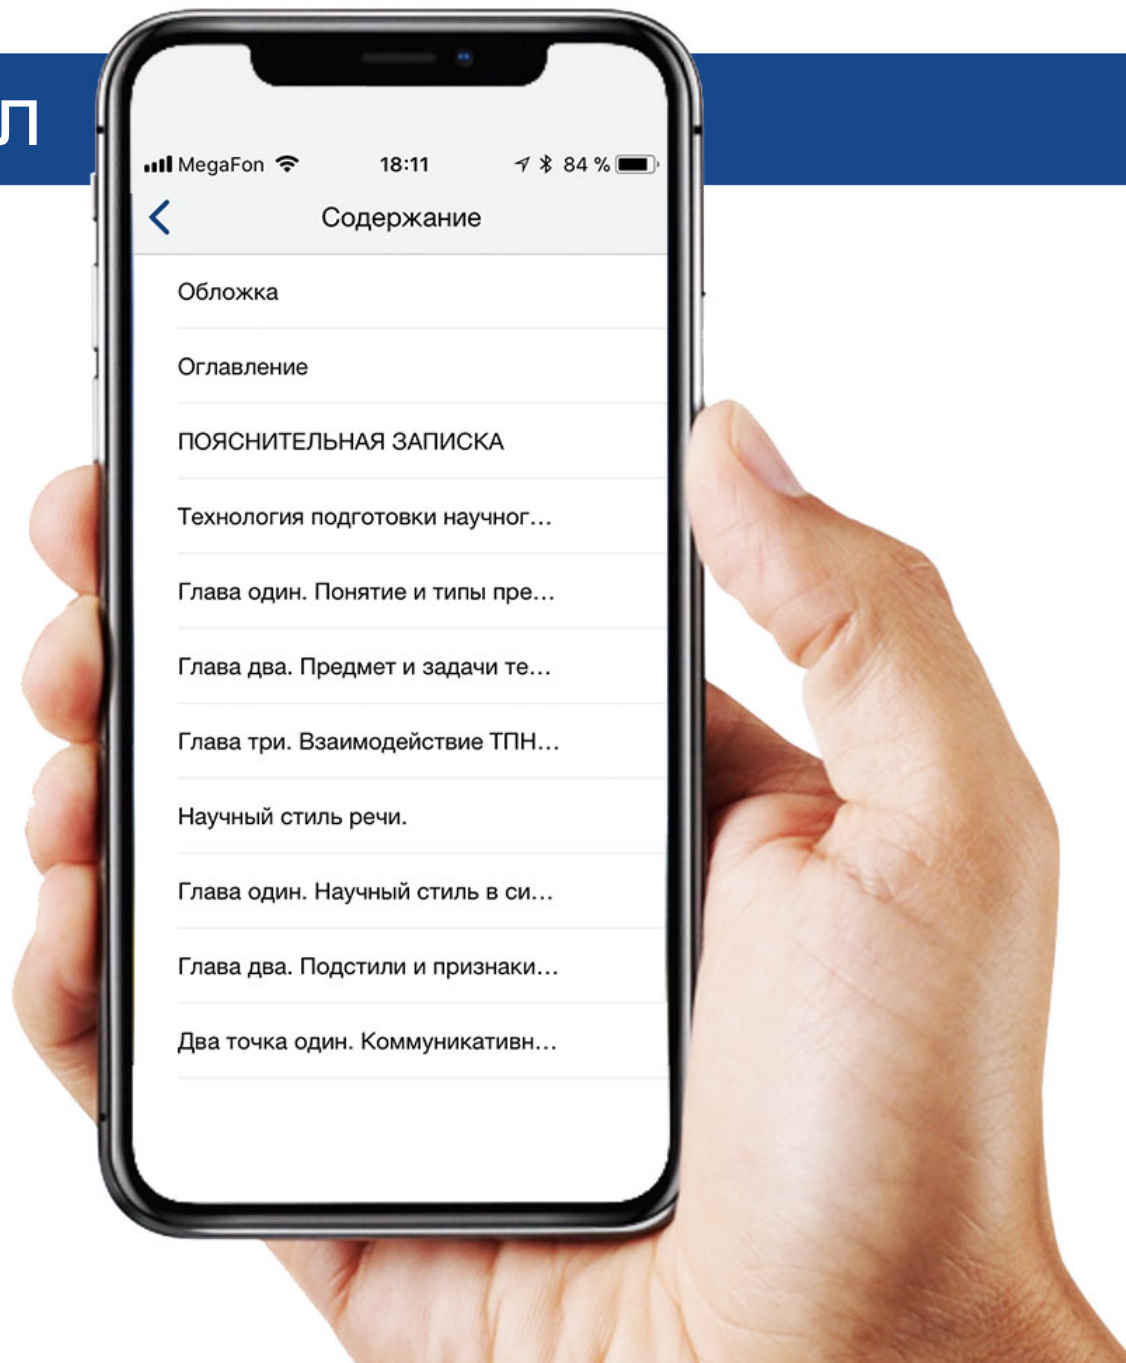 Л
MegaFon 18:11 84 %
Содержание
Обложка
Оглавление
ПОЯСНИТЕЛЬНАЯ ЗАПИСКА
Технология подготовки научног...
Глава один. Понятие и типы пре...
Глава два. Предмет и задачи те...
Глава три. Взаимодействие ТПН...
Научный стиль речи.
Глава один. Научный стиль в си...
Глава два. Подстили и признаки...
Два точка один. Коммуникативн...